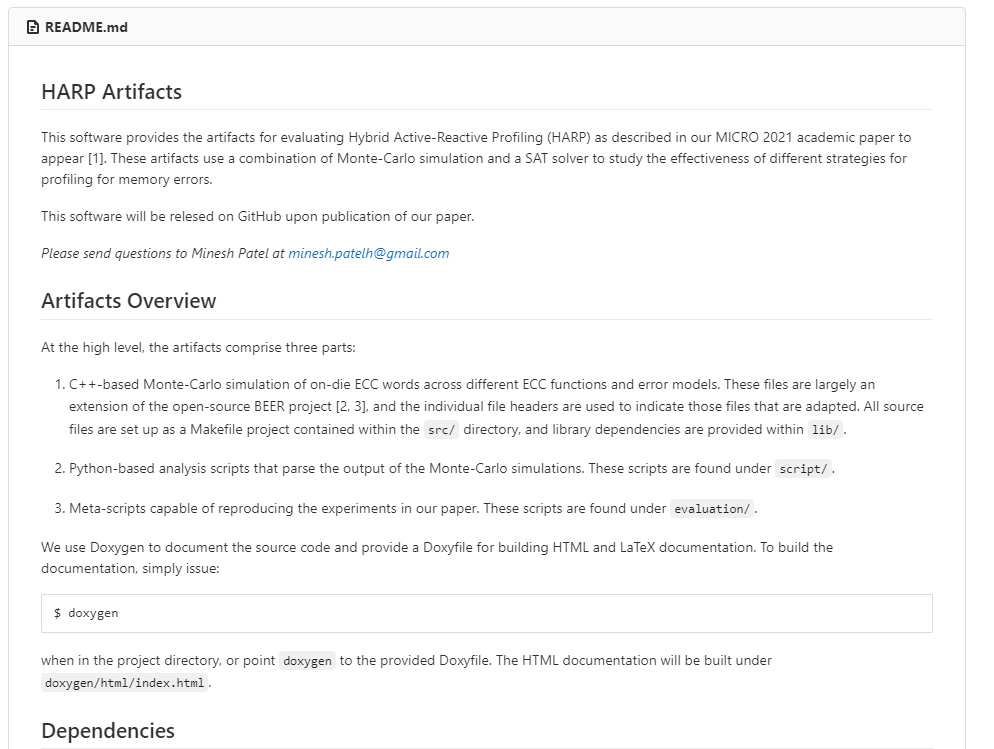 README.md
HARP Artifacts
This software provides the artifacts for evaluating Hybrid Active-Reactive Profiling (HARP) as described in our MICRO 2021 academic paper to
appear [1]. These artifacts use a combination of Monte-Carlo simulation and a SAT solver to study the effectiveness of different strategies for
profiling for memory errors.
This software will be relesed on GitHub upon publication of our paper.
Please send questions to Minesh Patel at minesh.patelh@gmail.com
Artifacts Overview
At the high level, the artifacts comprise three parts:
1. C++-based Monte-Carlo simulation of on-die ECC words across different ECC functions and error models. These files are largely an
extension of the open-source BEER project [2, 3], and the individual file headers are used to indicate those files that are adapted. All source
files are set up as a Makefile project contained within the src/ directory, and library dependencies are provided within lib/.
2. Python-based analysis scripts that parse the output of the Monte-Carlo simulations. These scripts are found under script/.
3. Meta-scripts capable of reproducing the experiments in our paper. These scripts are found under evaluation/.
We use Doxygen to document the source code and provide a Doxyfile for building HTML and LaTeX documentation. To build the
documentation, simply issue:
$ doxygen
when in the project directory, or point doxygen to the provided Doxyfile. The HTML documentation will be built under
doxygen/html/index.html.
Dependencies